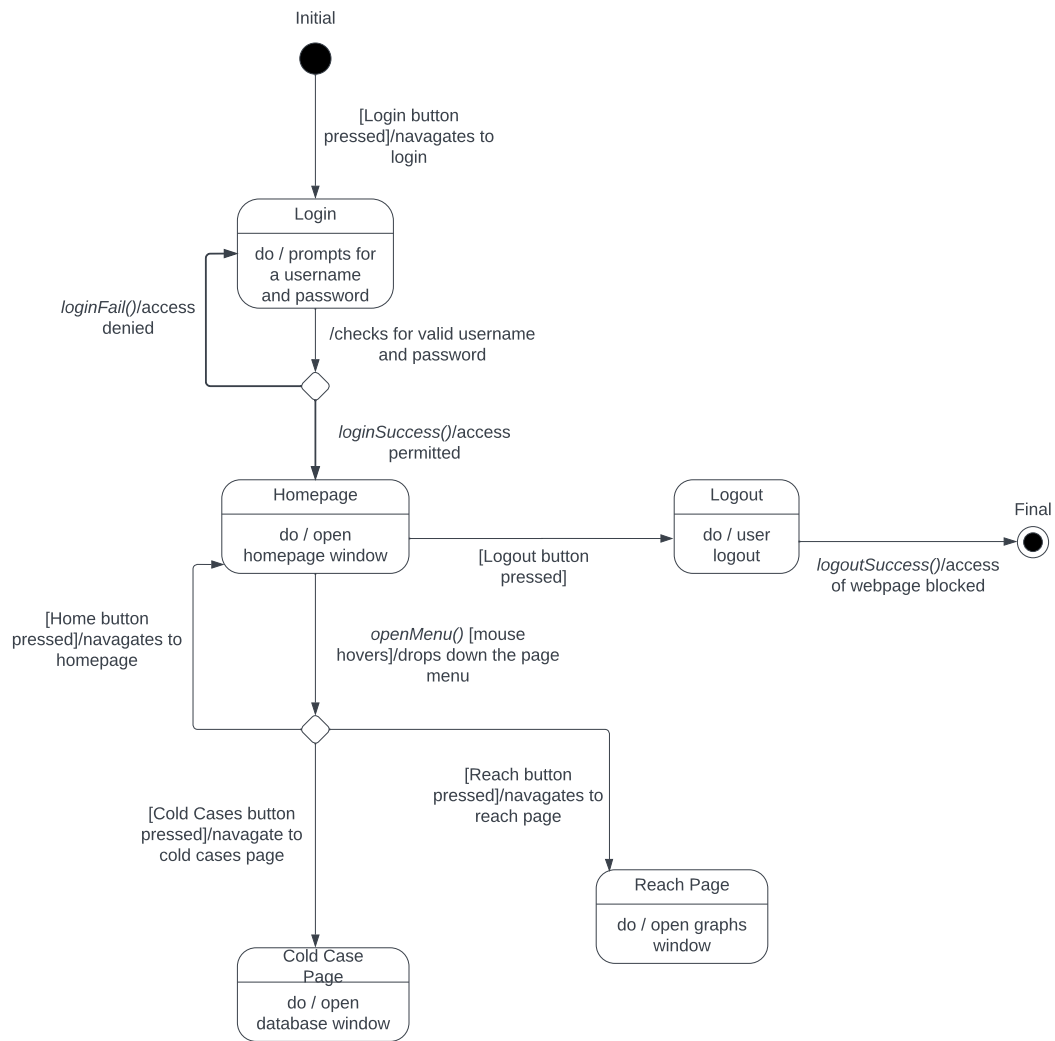 Initial
[Login button
pressed]/navagates to
login
Login
do / prompts for
a username
and password
loginFail()/access
denied
/checks for valid username
and password
loginSuccess()/access
permitted
Homepage
do / open
homepage window
Logout
do / user
logout
Final
[Logout button
pressed]
logoutSuccess()/access
of webpage blocked
[Home button
pressed]/navagates to
homepage
openMenu() [mouse
hovers]/drops down the page
menu
[Reach button
pressed]/navagates to
reach page
[Cold Cases button
pressed]/navagate to
cold cases page
Reach Page
do / open graphs
window
Cold Case
Page
do / open
database window